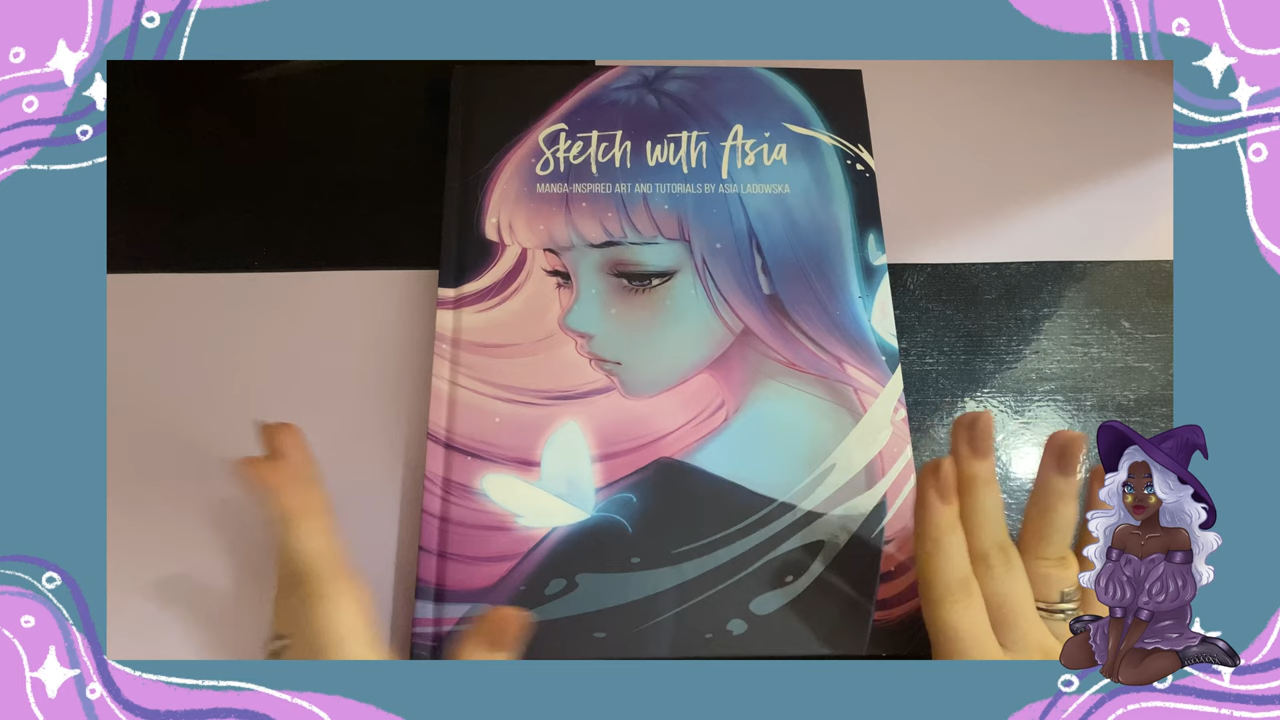 Sketch with Asia
MANGA-INSPIRED ART AND TUTORIALS BY ASIA LADOWSKA